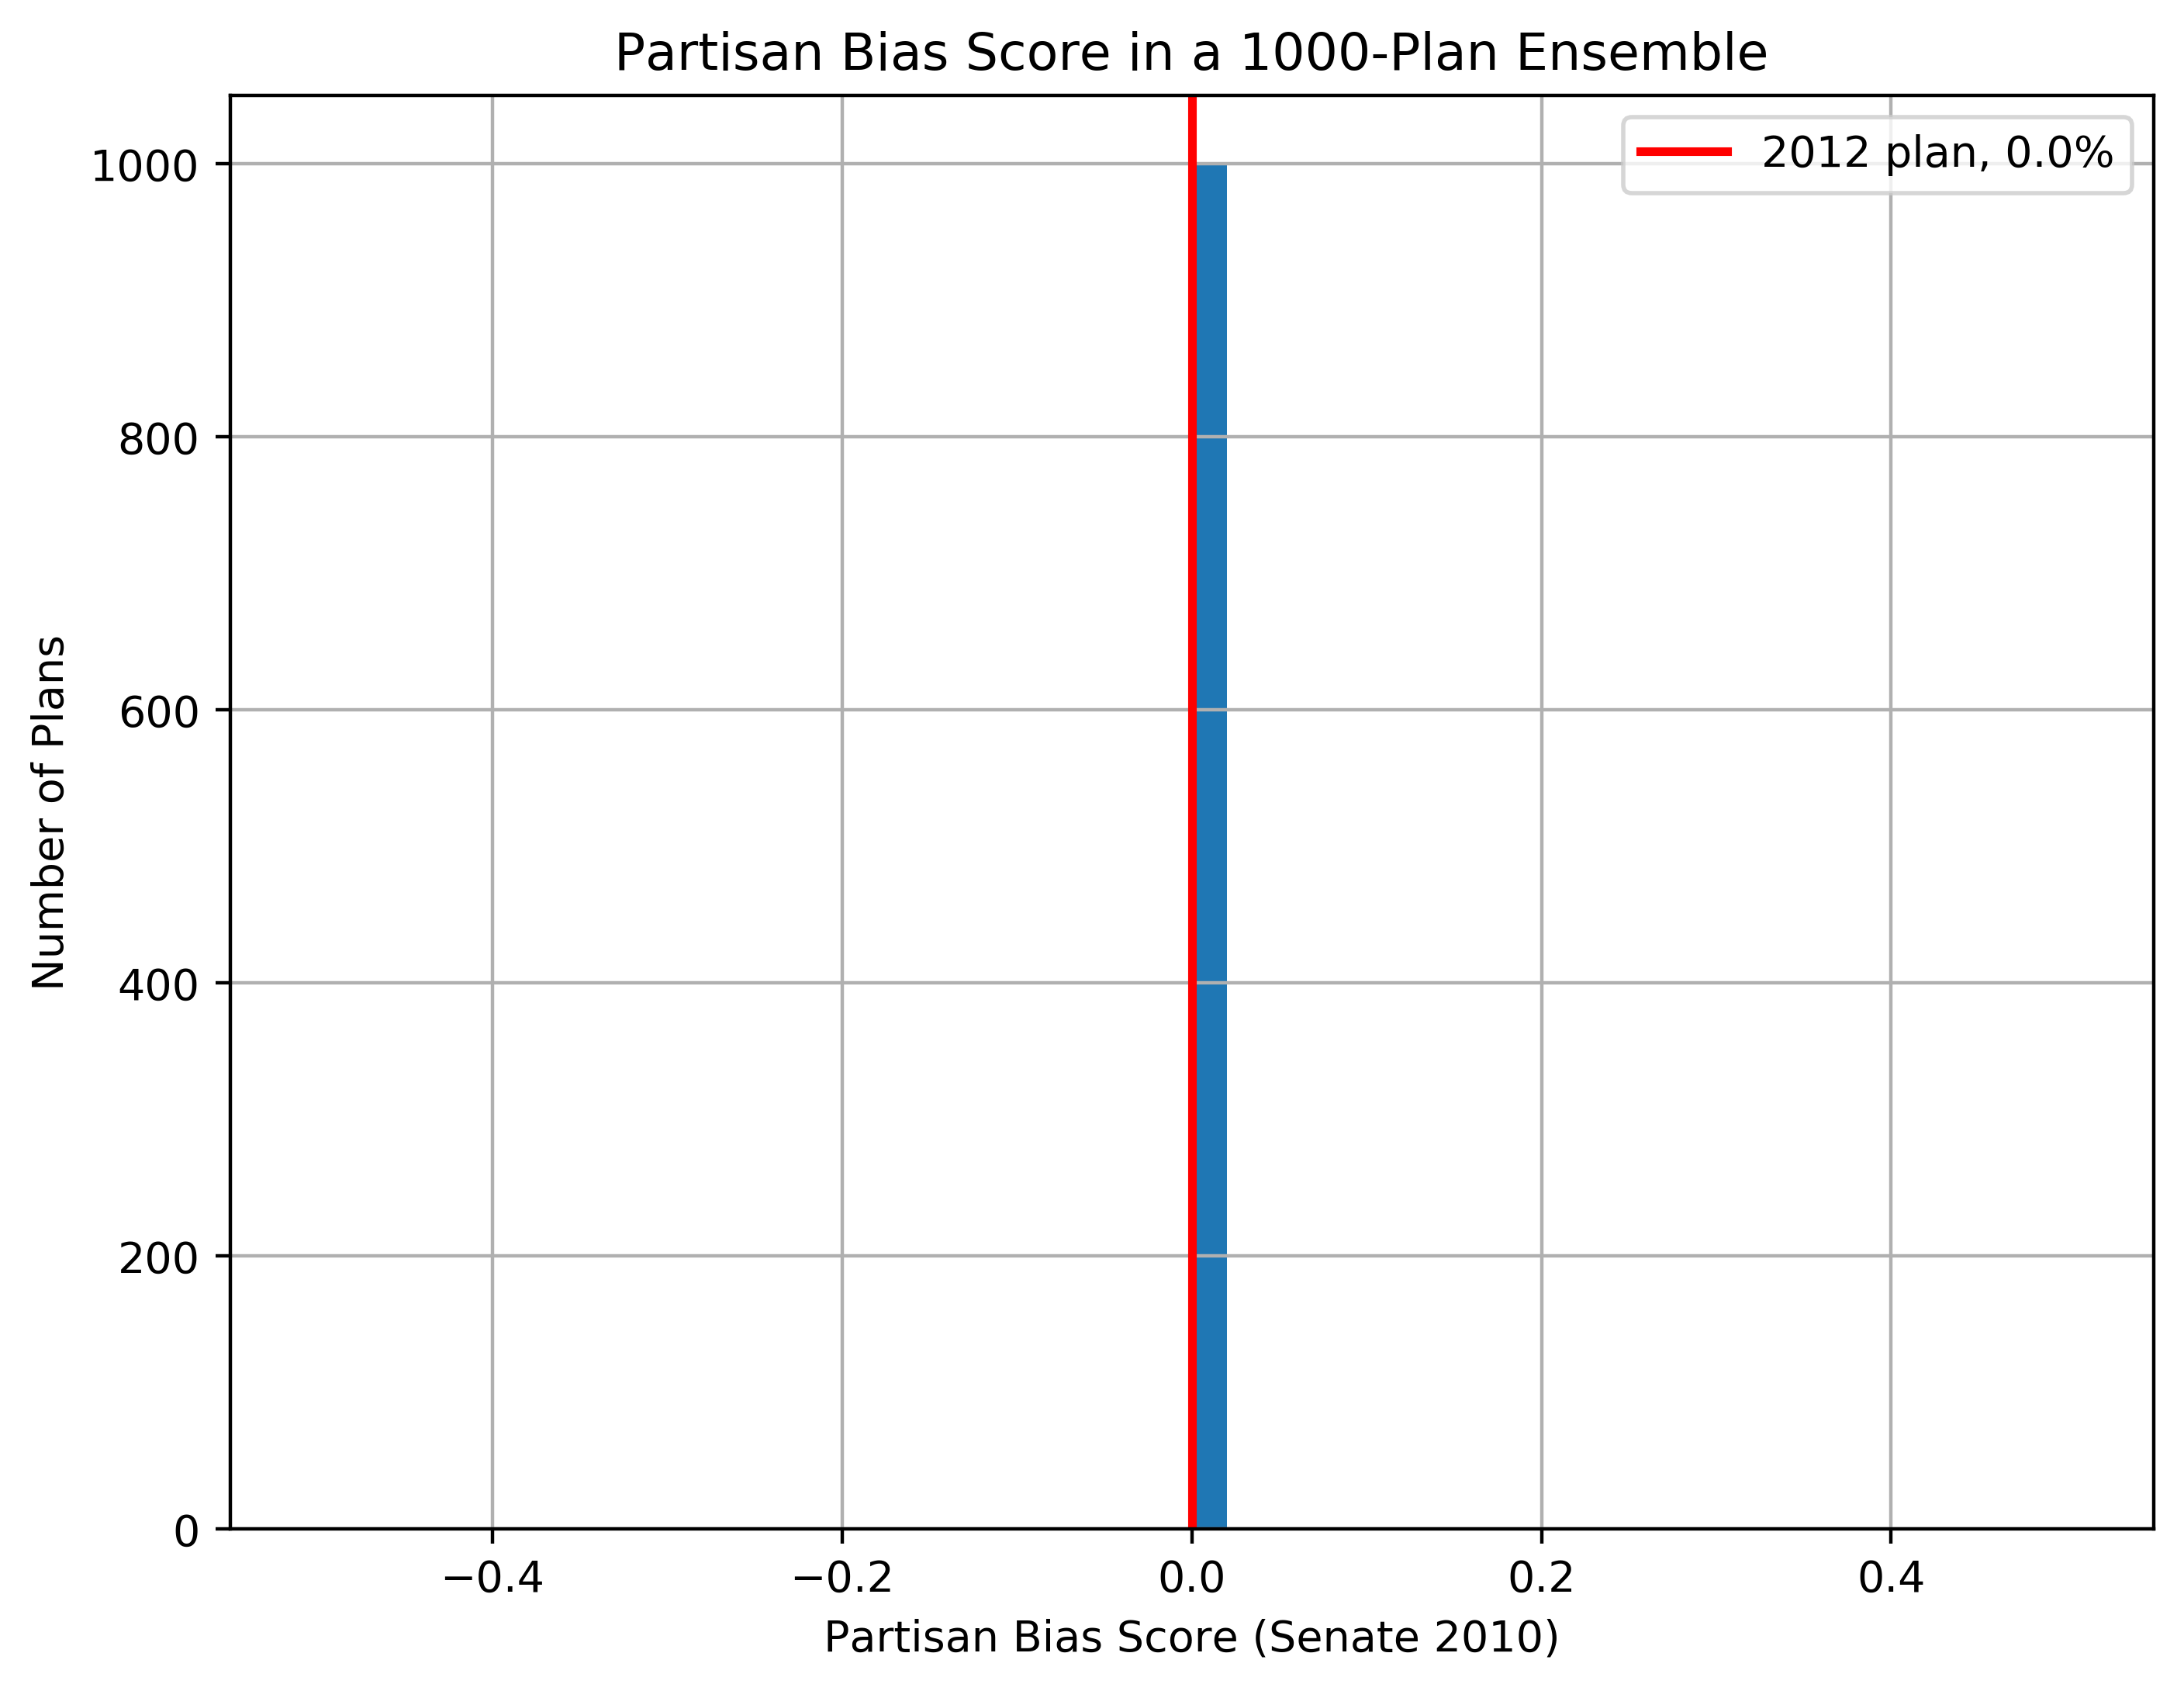 Partisan Bias Score in a 1000-Plan Ensemble
2012 plan, 0.0%
1000
800
600
400
200
0
Number of Plans
−0.4
−0.2
0.0
0.2
0.4
Partisan Bias Score (Senate 2010)